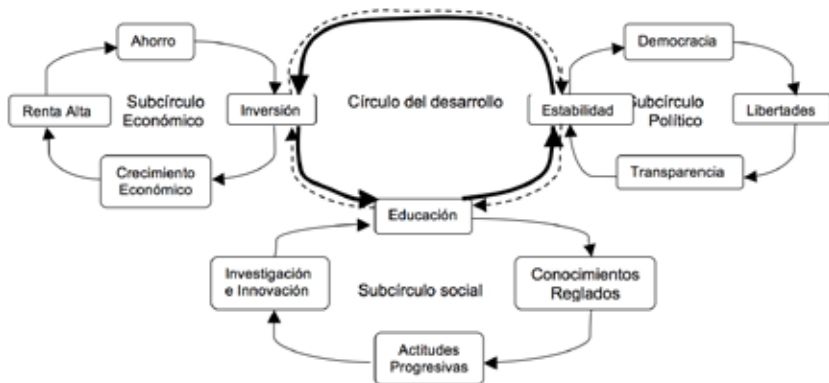 Ahorro
Renta Alta
Subcírculo
Económico
Inversión
Crecimiento
Económico
Círculo del desarrollo
Democracia
Estabilidad
Subcírculo
Político
Libertades
Transparencia
Educación
Investigación
e Innovación
Subcírculo social
Conocimientos
Reglados
Actitudes
Progresivas